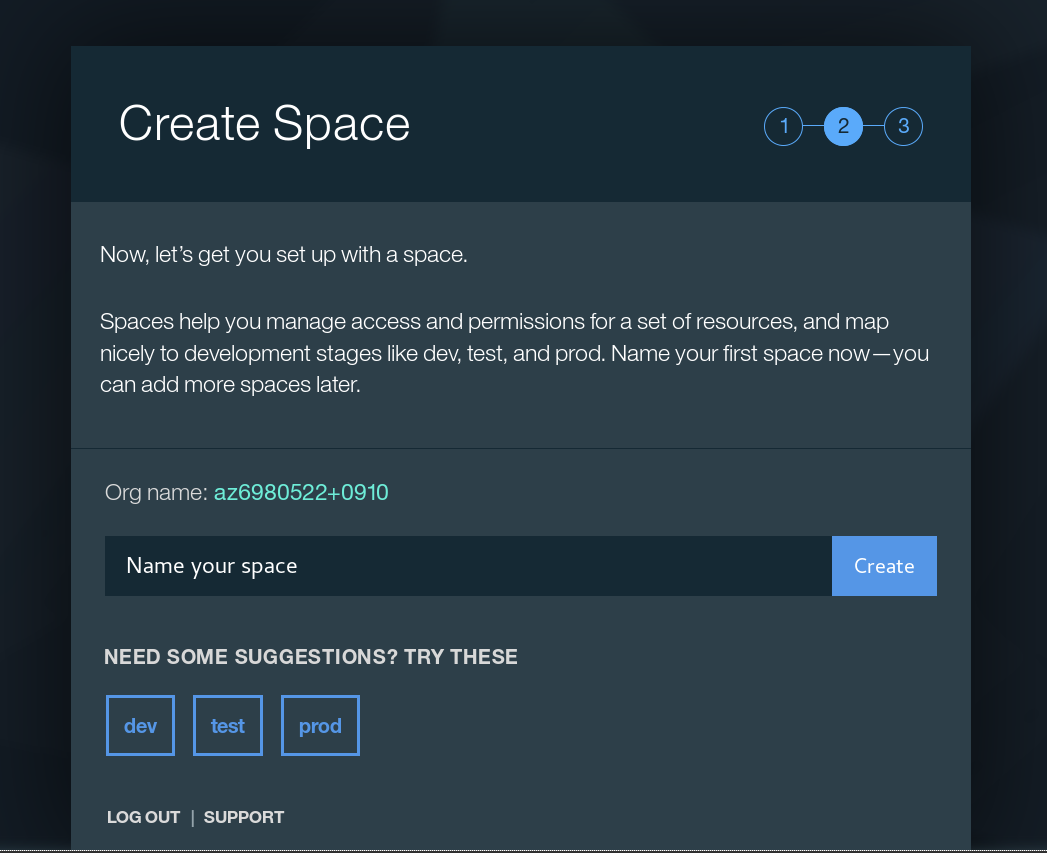 Create Space
1 2 3
Now, let’s get you set up with a space.
Spaces help you manage access and permissions for a set of resources, and map
nicely to development stages like dev, test, and prod. Name your first space now—you
can add more spaces later.
Org name: az6980522+0910
Name your space
Create
NEED SOME SUGGESTIONS? TRY THESE
dev test prod
LOG OUT | SUPPORT